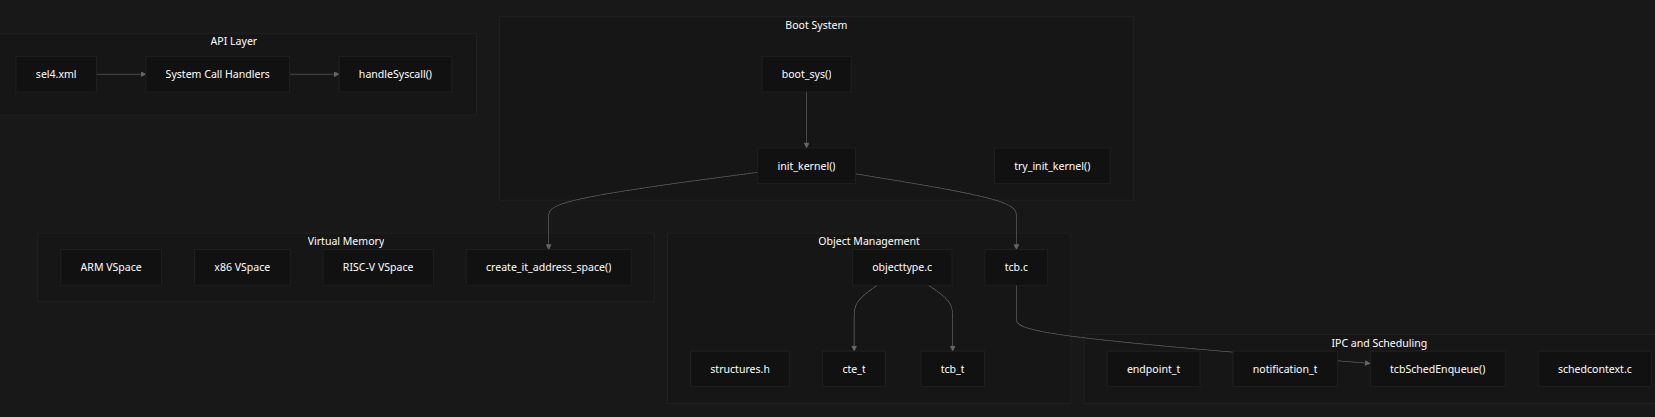 API Layer
sel4.xml
System Call Handlers
handleSyscall()
Boot System
boot_sys()
init_kernel()
try_init_kernel()
Virtual Memory
ARM VSpace
x86 VSpace
RISC-V VSpace
create_it_address_space()
Object Management
objecttype.c
tcb.c
structures.h
cte_t
tcb_t
IPC and Scheduling
endpoint_t
notification_t
tcbSchedEnqueue()
schedcontext.c